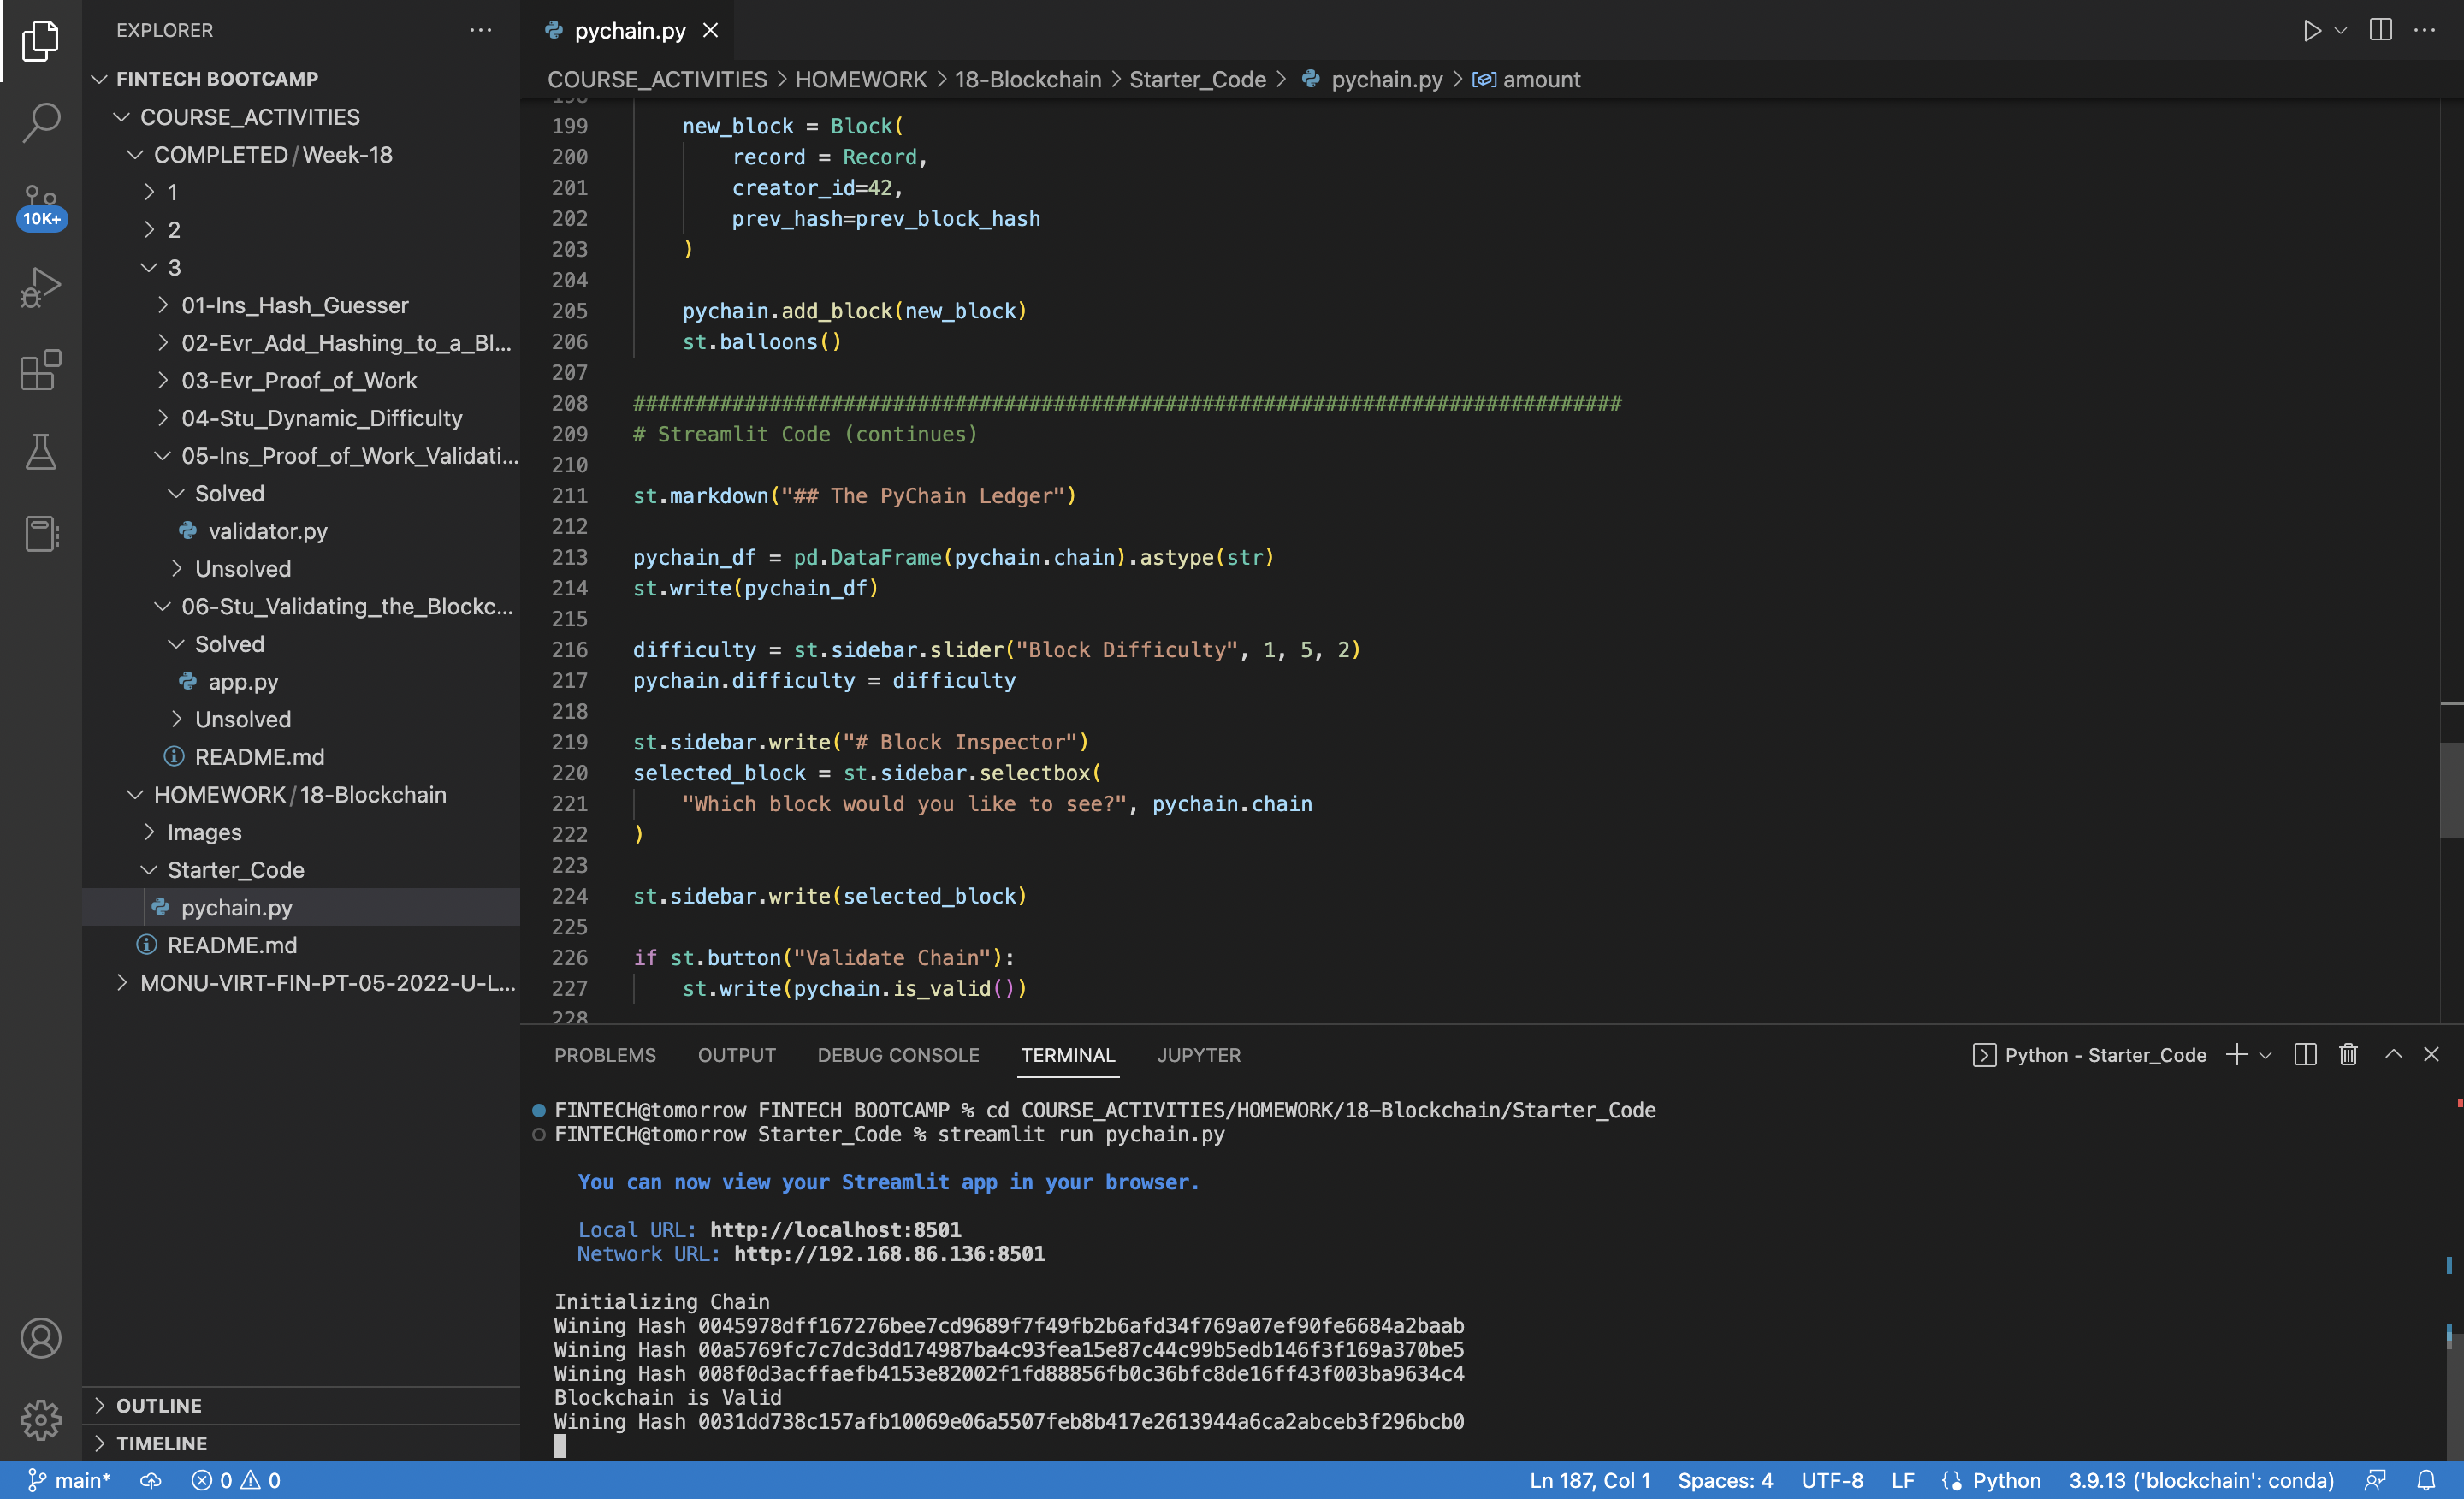 EXPLORER
FINTECH BOOTCAMP
COURSE_ACTIVITIES
COMPLETED/Week-18
1
2
3
01-Ins_Hash_Guesser
02-Evr_Add_Hashing_to_a_Bl...
03-Evr_Proof_of_Work
04-Stu_Dynamic_Difficulty
05-Ins_Proof_of_Work_Validati...
Solved
validator.py
Unsolved
06-Stu_Validating_the_Blockc...
Solved
app.py
Unsolved
README.md
HOMEWORK/18-Blockchain
Images
Starter_Code
pychain.py
README.md
MONU-VIRT-FIN-PT-05-2022-U-L...
OUTLINE
TIMELINE
10K+
pychain.py
COURSE_ACTIVITIES > HOMEWORK > 18-Blockchain > Starter_Code > pychain.py > amount
198
199 new_block = Block(
200 record = Record,
201 creator_id=42,
202 prev_hash=prev_block_hash
203 )
204
205 pychain.add_block(new_block)
206 st.balloons()
207
208 ################################################################################
209 # Streamlit Code (continues)
210
211 st.markdown("## The PyChain Ledger")
212
213 pychain_df = pd.DataFrame(pychain.chain).astype(str)
214 st.write(pychain_df)
215
216 difficulty = st.sidebar.slider("Block Difficulty", 1, 5, 2)
217 pychain.difficulty = difficulty
218
219 st.sidebar.write("# Block Inspector")
220 selected_block = st.sidebar.selectbox(
221 "Which block would you like to see?", pychain.chain
222 )
223
224 st.sidebar.write(selected_block)
225
226 if st.button("Validate Chain"):
227 st.write(pychain.is_valid())
228
PROBLEMS OUTPUT DEBUG CONSOLE TERMINAL JUPYTER
Python - Starter_Code
FINTECH@tomorrow FINTECH BOOTCAMP % cd COURSE_ACTIVITIES/HOMEWORK/18-Blockchain/Starter_Code
FINTECH@tomorrow Starter_Code % streamlit run pychain.py
You can now view your Streamlit app in your browser.
Local URL: http://localhost:8501
Network URL: http://192.168.86.136:8501
Initializing Chain
Wining Hash 0045978dff167276bee7cd9689f7f49fb2b6afd34f769a07ef90fe6684a2baab
Wining Hash 00a5769fc7c7dc3dd174987ba4c93fea15e87c44c99b5edb146f3f169a370be5
Wining Hash 008f0d3acffaefb4153e82002f1fd88856fb0c36bfc8de16ff43f003ba9634c4
Blockchain is Valid
Wining Hash 0031dd738c157afb10069e06a5507feb8b417e2613944a6ca2abceb3f296bcb0
main* 0 0 Ln 187, Col 1 Spaces: 4 UTF-8 LF Python 3.9.13 ('blockchain': conda)